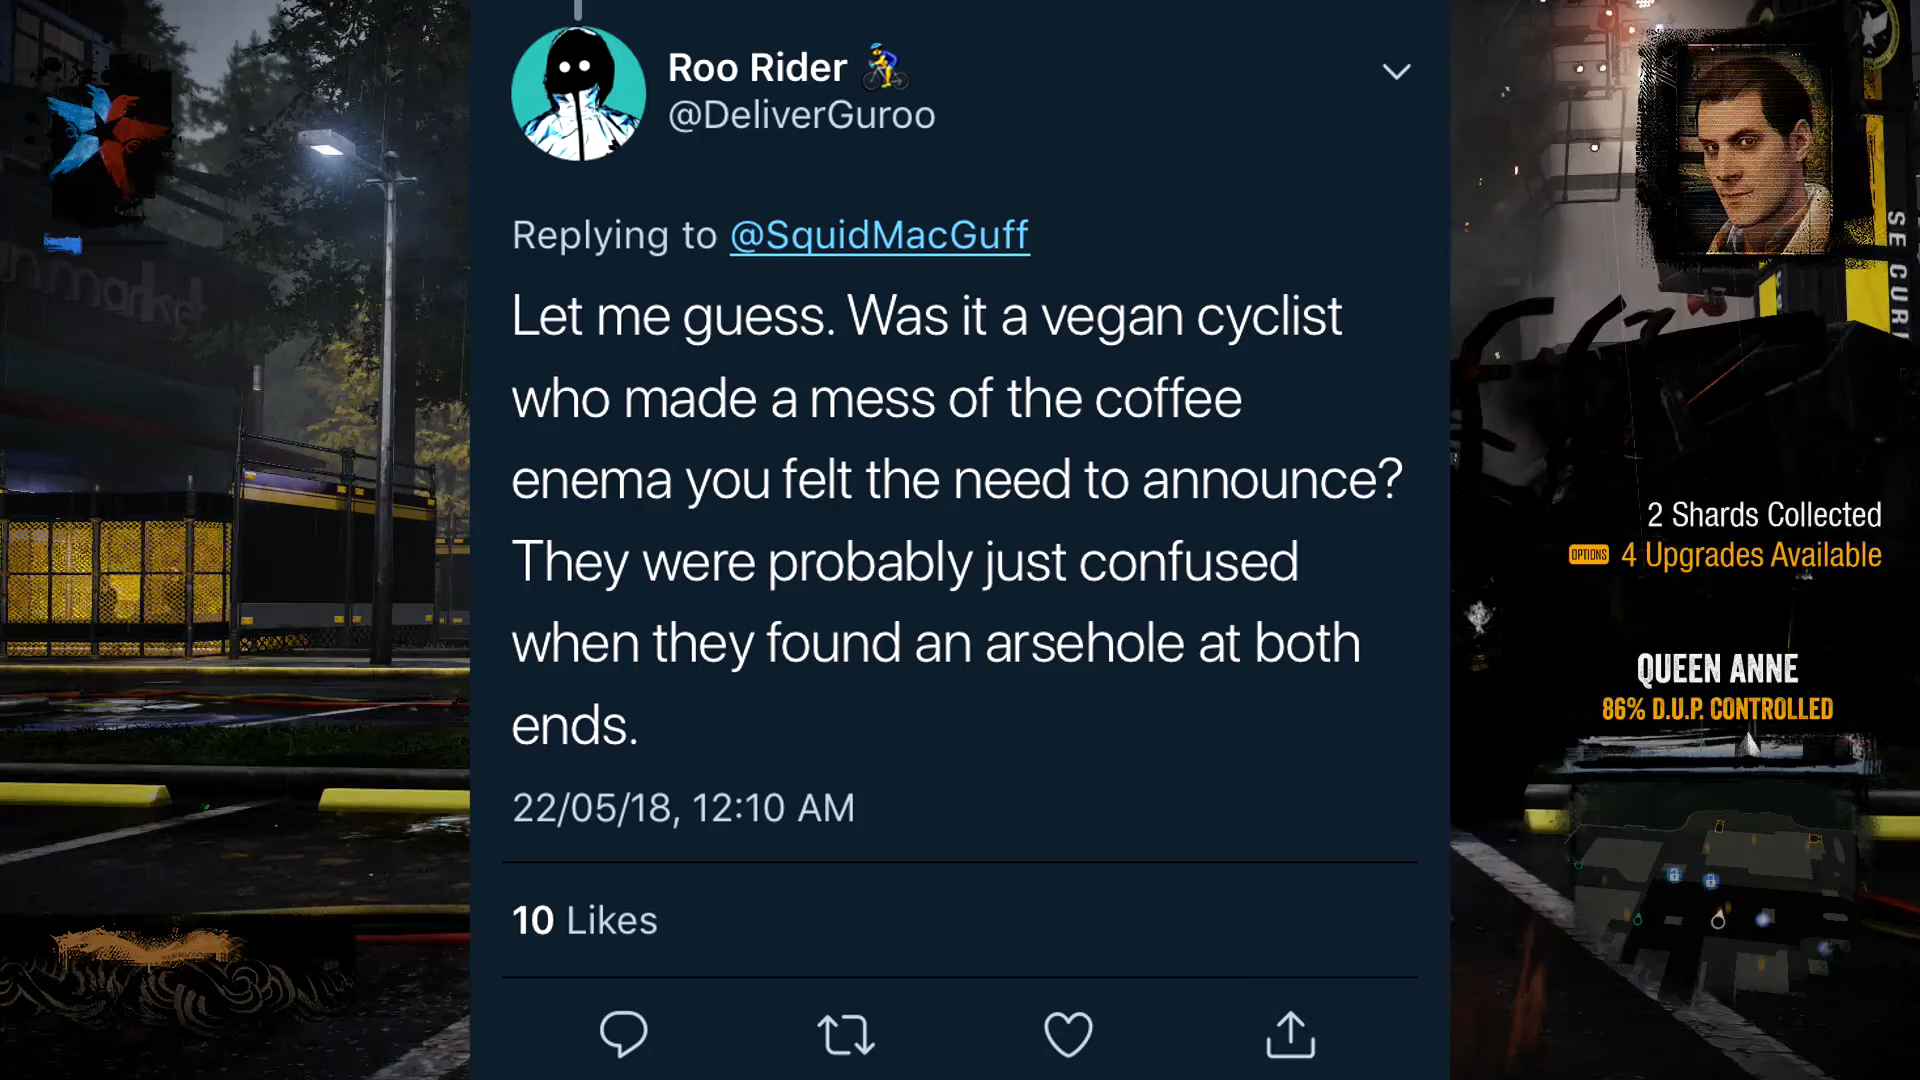 Roo Rider
@DeliverGuroo
Replying to @SquidMacGuff
Let me guess. Was it a vegan cyclist
who made a mess of the coffee
enema you felt the need to announce?
They were probably just confused
when they found an arsehole at both
ends.
22/05/18, 12:10 AM
10 Likes
2 Shards Collected
OPTIONS 4 Upgrades Available
QUEEN ANNE
86% D.U.P. CONTROLLED